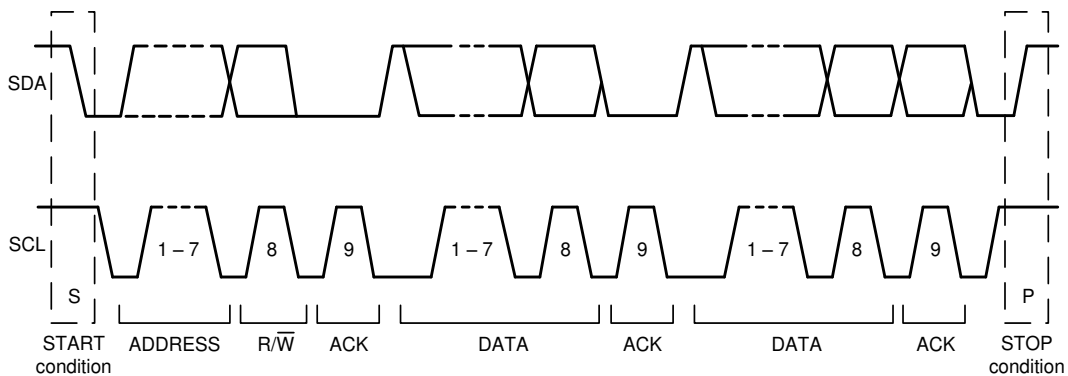 SDA
SCL
1 – 7
8
9
1 – 7
8
9
1 – 7
8
9
S
P
START
condition
ADDRESS
R/W̅
ACK
DATA
ACK
DATA
ACK
STOP
condition